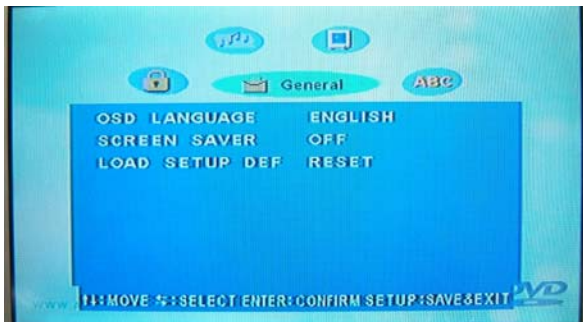 General
ABC
OSD LANGUAGE ENGLISH
SCREEN SAVER OFF
LOAD SETUP DEF RESET
↑↓:MOVE ⇆:SELECT ENTER:CONFIRM SETUP:SAVE&EXIT
www.